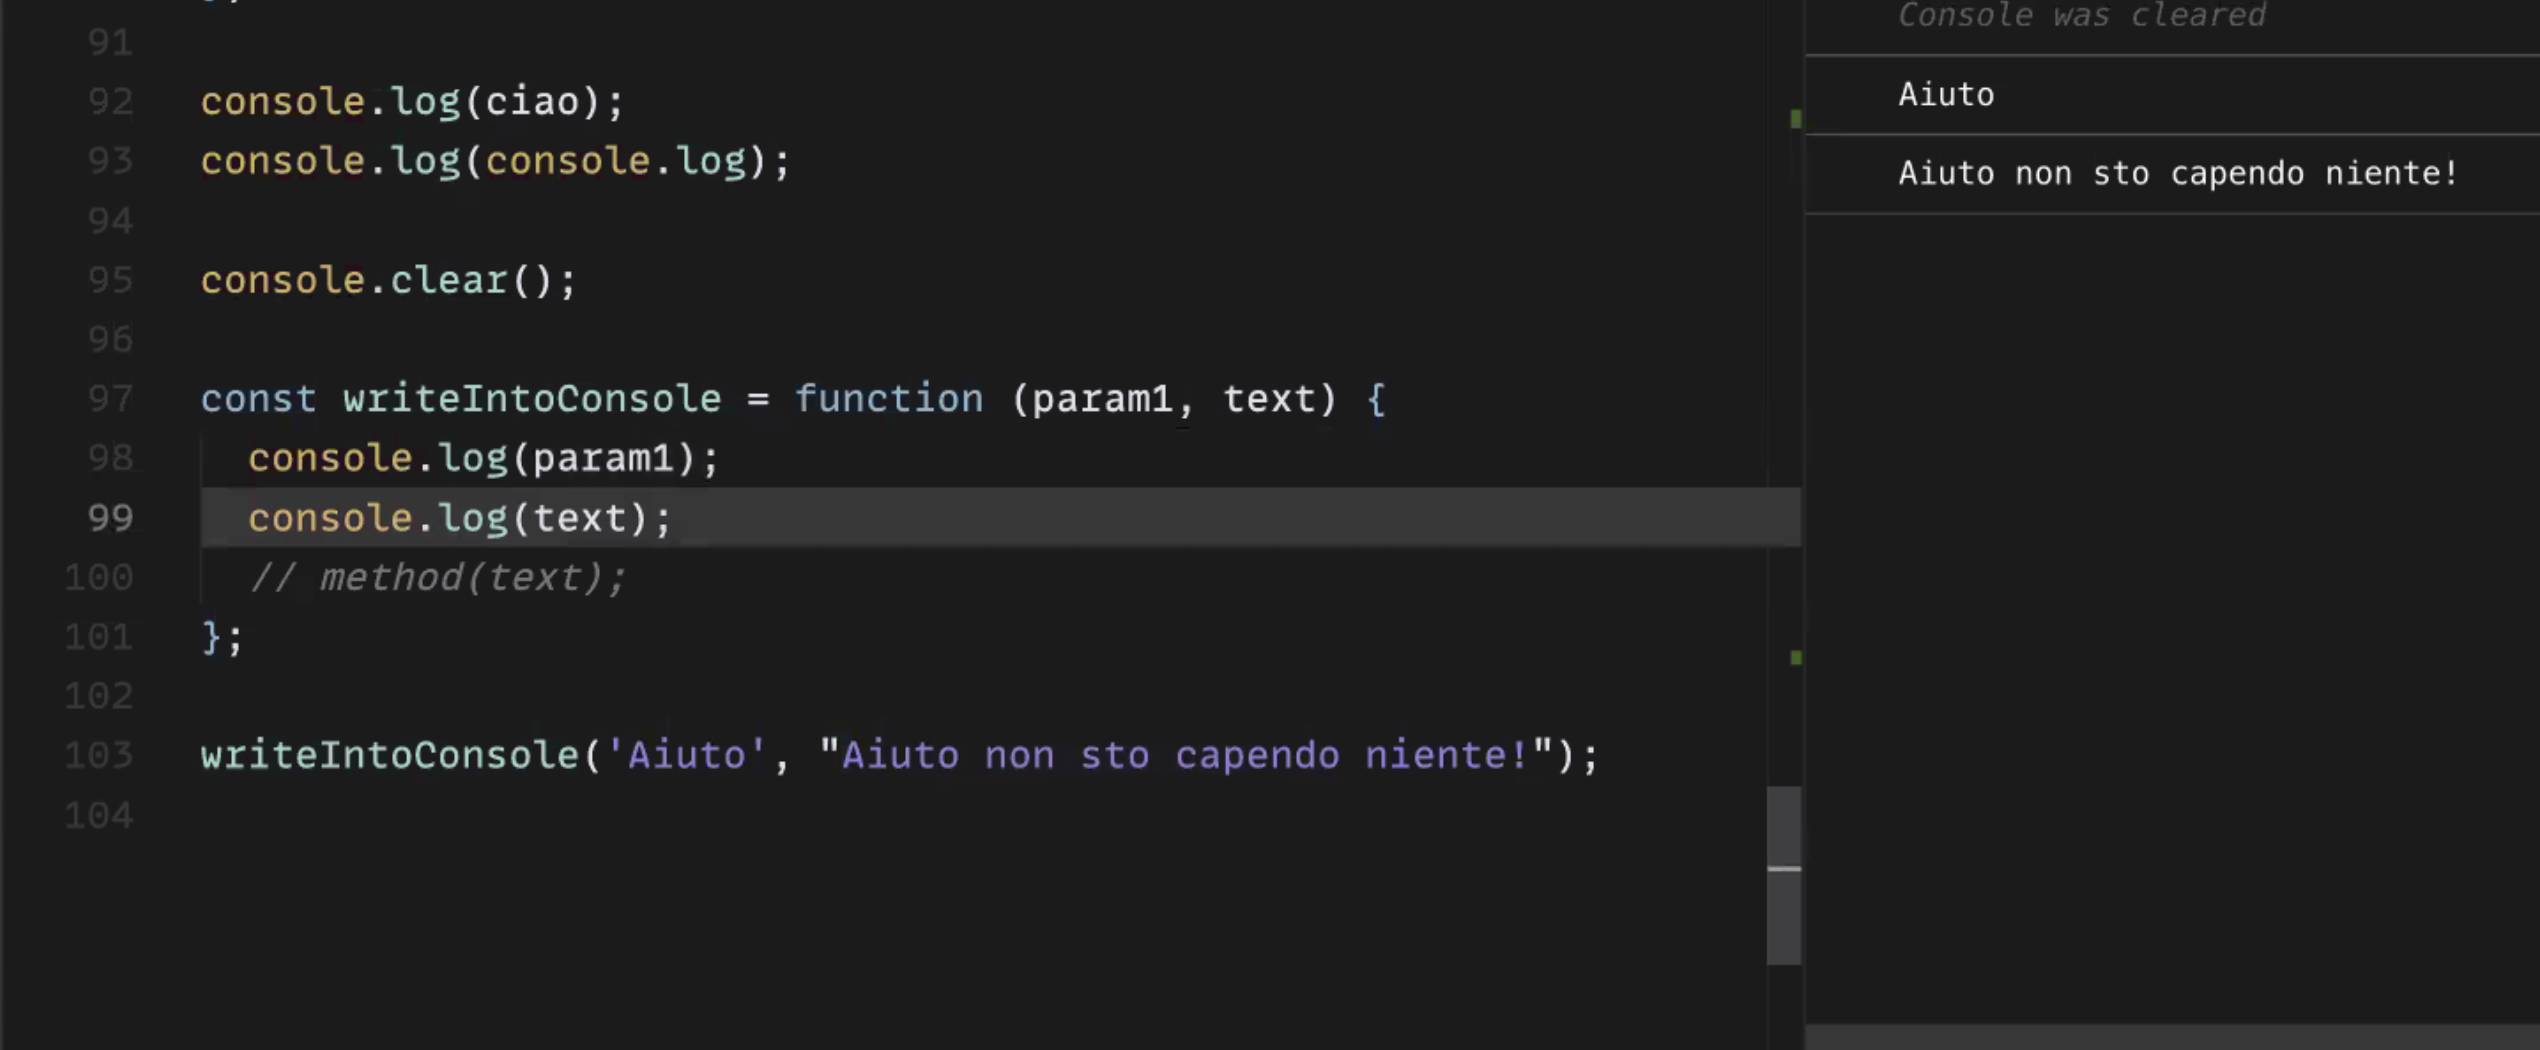 91
92 console.log(ciao);
93 console.log(console.log);
94
95 console.clear();
96
97 const writeIntoConsole = function (param1, text) {
98 console.log(param1);
99 console.log(text);
100 // method(text);
101 };
102
103 writeIntoConsole('Aiuto', "Aiuto non sto capendo niente!");
104
Console was cleared
Aiuto
Aiuto non sto capendo niente!